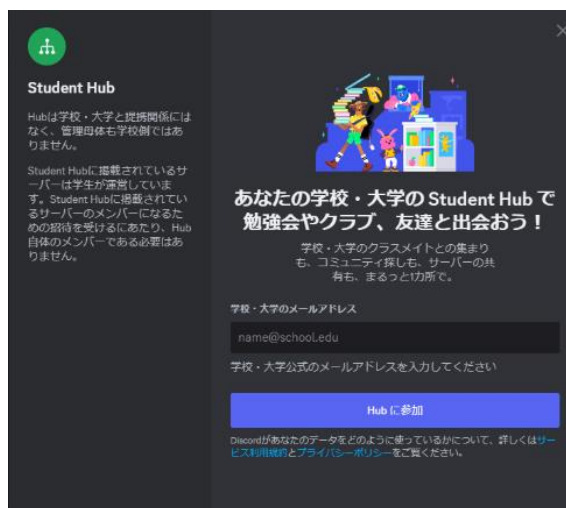 Student Hub
Hubは学校・大学と提携関係には
なく、管理母体も学校側ではあ
りません。
Student Hubに掲載されているサ
ーバーは学生が運営していま
す。Student Hubに掲載されてい
るサーバーのメンバーになるた
めの招待を受けるにあたり、Hub
自体のメンバーである必要はあ
りません。
あなたの学校・大学の Student Hub で
勉強会やクラブ、友達と出会おう！
学校・大学のクラスメイトとの集まり
も、コミュニティ探しも、サーバーの共
有も、まるっと1カ所で。
学校・大学のメールアドレス
name@school.edu
学校・大学公式のメールアドレスを入力してください
Hub に参加
Discordがあなたのデータをどのように使っているかについて、詳しくはサー
ビス利用規約とプライバシーポリシーをご覧ください。